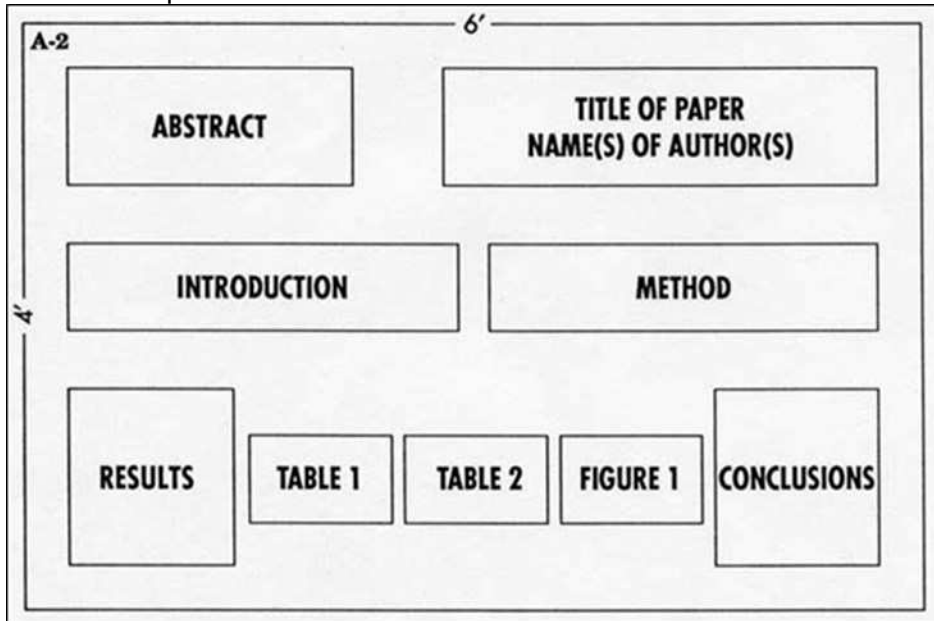 6'
A-2
ABSTRACT
TITLE OF PAPER
NAME(S) OF AUTHOR(S)
INTRODUCTION
METHOD
4'
RESULTS
TABLE 1
TABLE 2
FIGURE 1
CONCLUSIONS